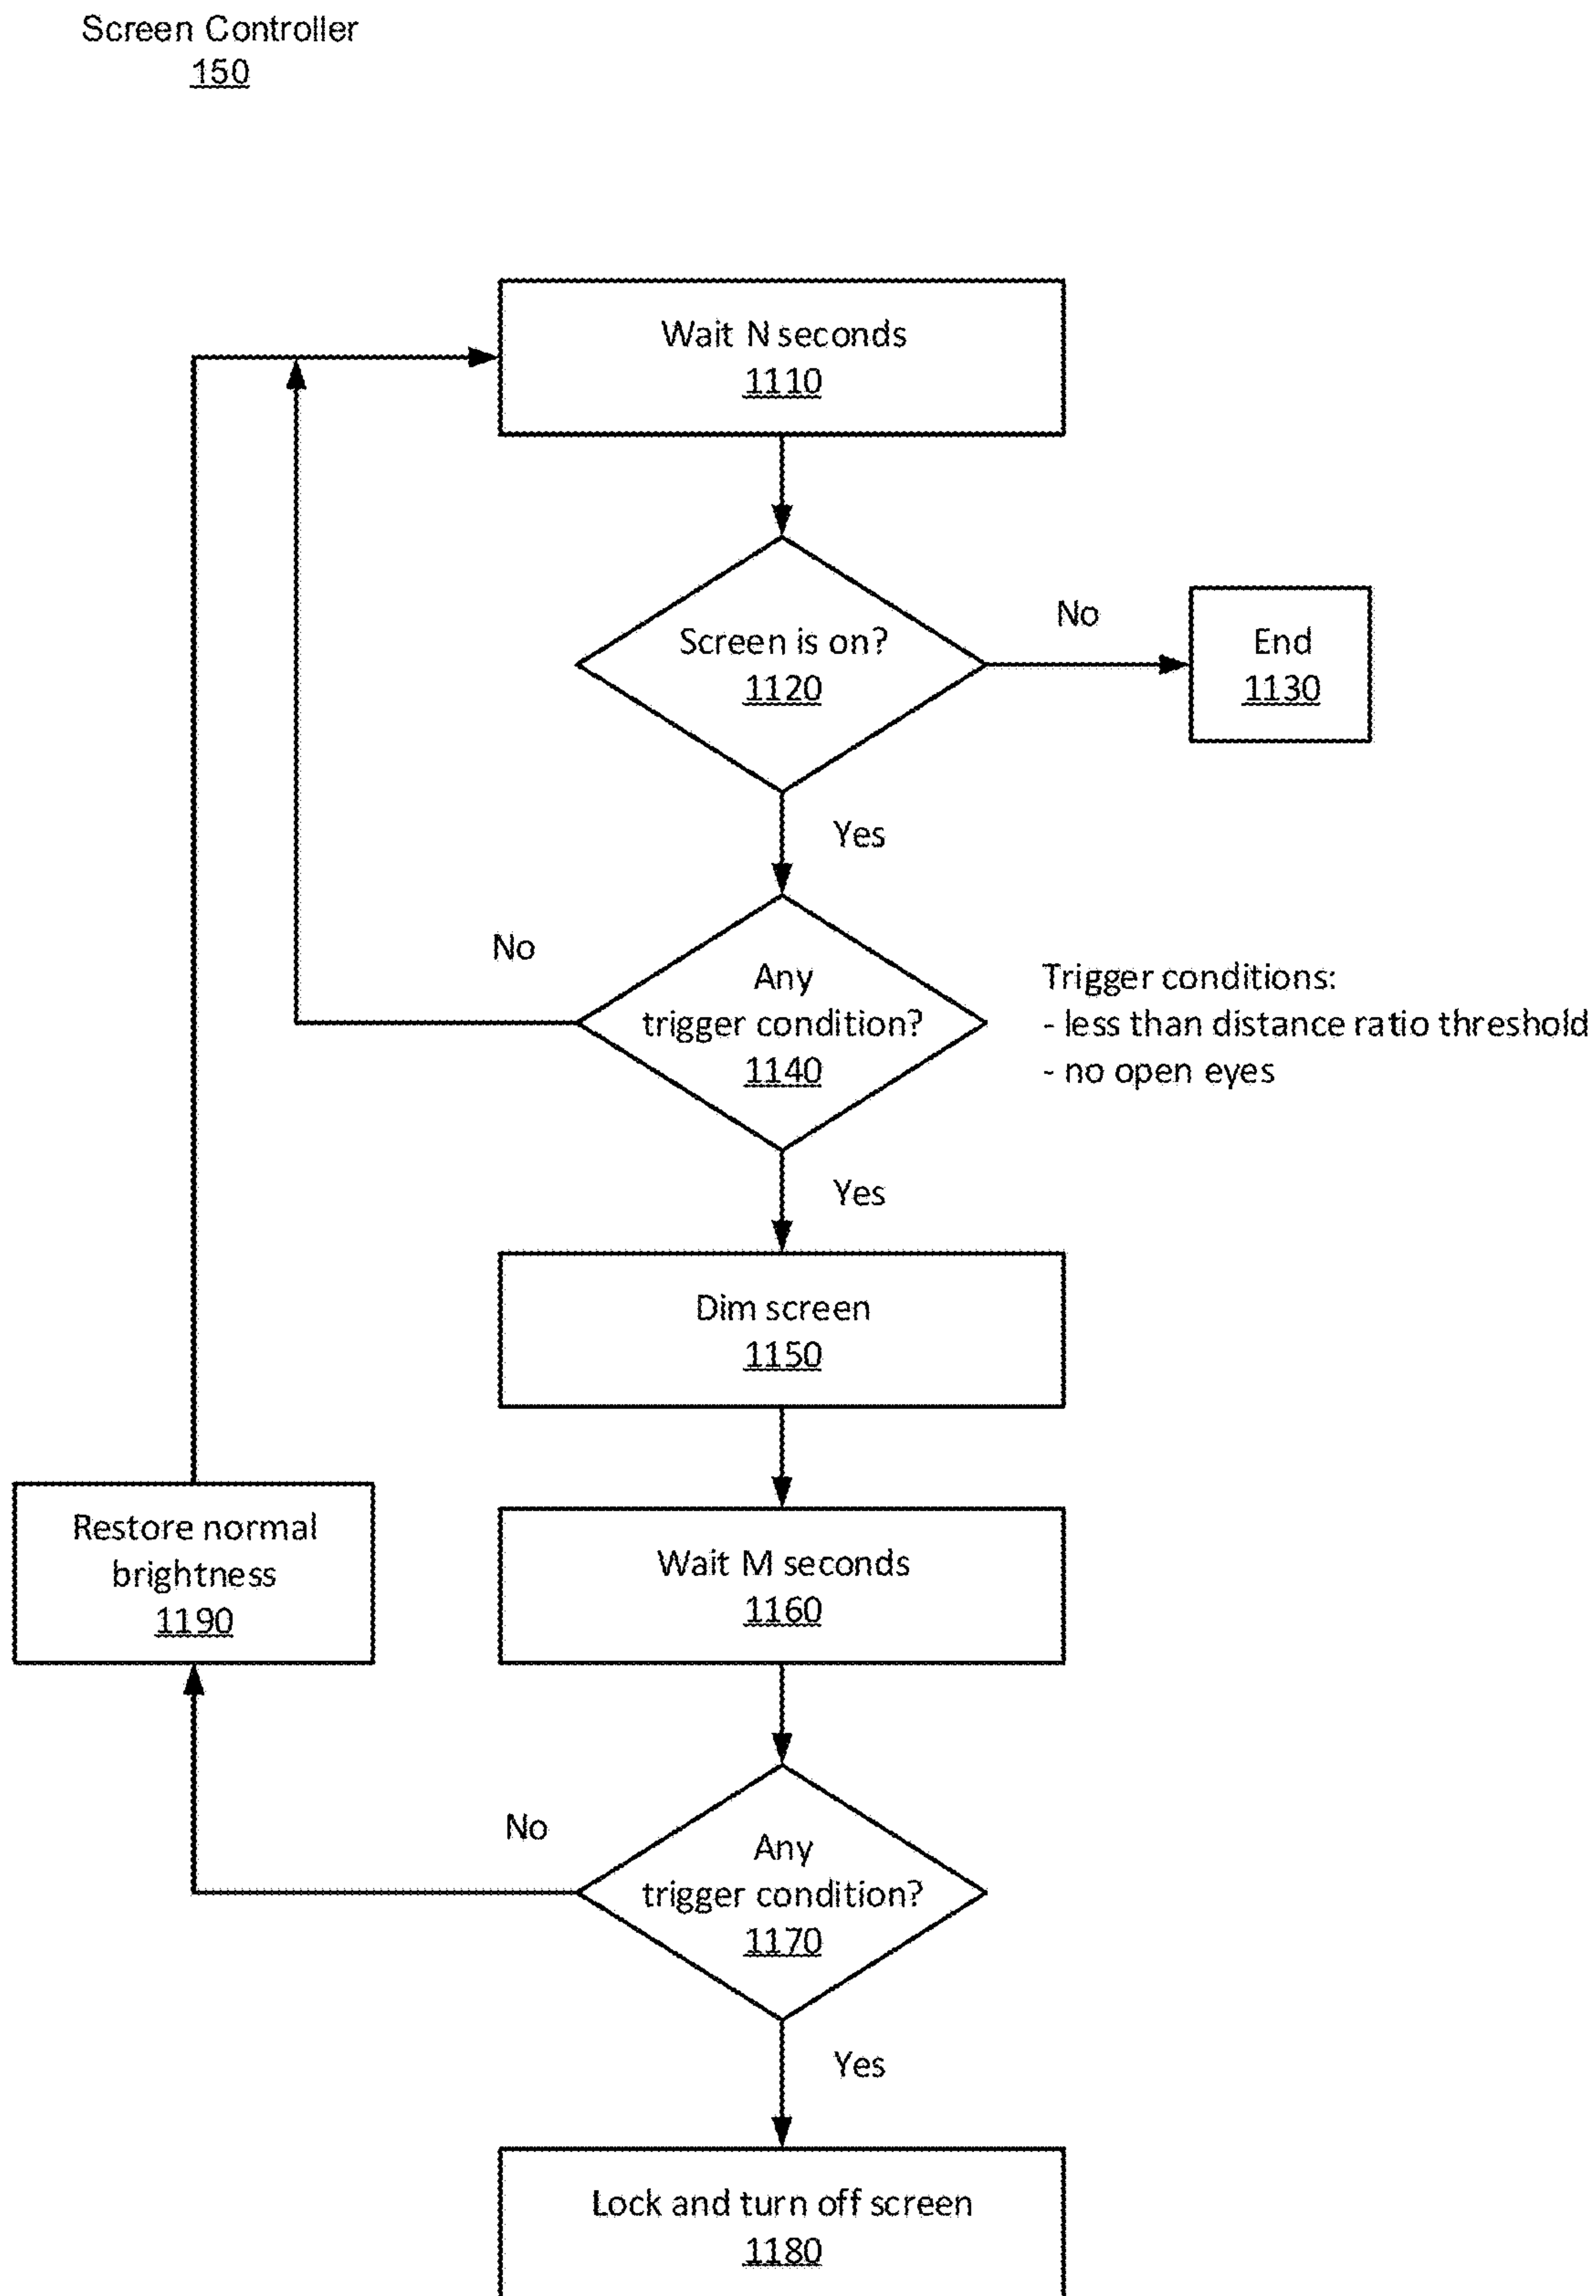 Screen Controller
150
Wait N seconds
1110
Screen is on?
1120
No
End
1130
Yes
No
Any
trigger condition?
1140
Trigger conditions:
- less than distance ratio threshold
- no open eyes
Yes
Dim screen
1150
Restore normal
brightness
1190
Wait M seconds
1160
No
Any
trigger condition?
1170
Yes
Lock and turn off screen
1180